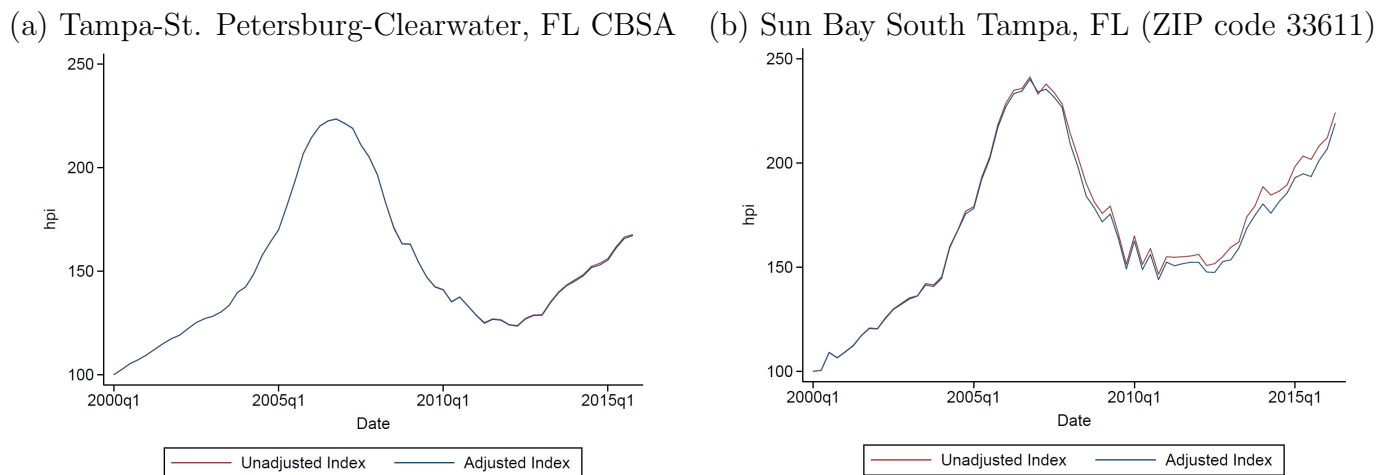 (a) Tampa-St. Petersburg-Clearwater, FL CBSA
250
200
150
100
hpi
2000q1 2005q1 2010q1 2015q1
Date
Unadjusted Index Adjusted Index
(b) Sun Bay South Tampa, FL (ZIP code 33611)
250
200
150
100
hpi
2000q1 2005q1 2010q1 2015q1
Date
Unadjusted Index Adjusted Index